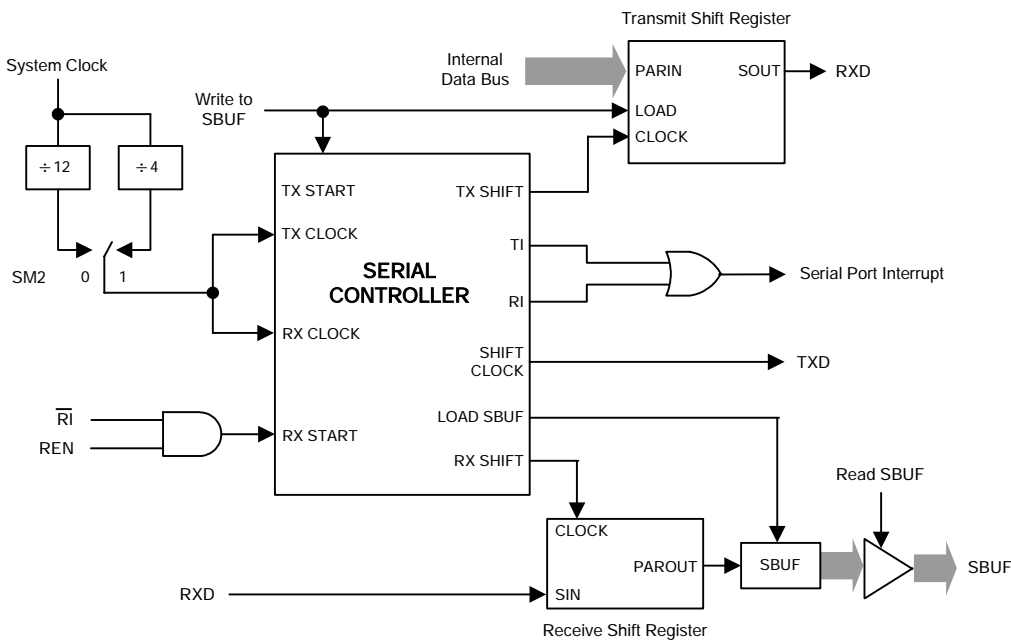 Transmit Shift Register
System Clock
Internal
Data Bus
PARIN
SOUT
RXD
Write to
SBUF
LOAD
CLOCK
÷ 12
÷ 4
TX START
TX SHIFT
TX CLOCK
TI
SERIAL
CONTROLLER
Serial Port Interrupt
SM2
0
1
RI
RX CLOCK
SHIFT
CLOCK
TXD
R̅I̅
REN
RX START
LOAD SBUF
RX SHIFT
Read SBUF
CLOCK
PAROUT
SBUF
SBUF
RXD
SIN
Receive Shift Register